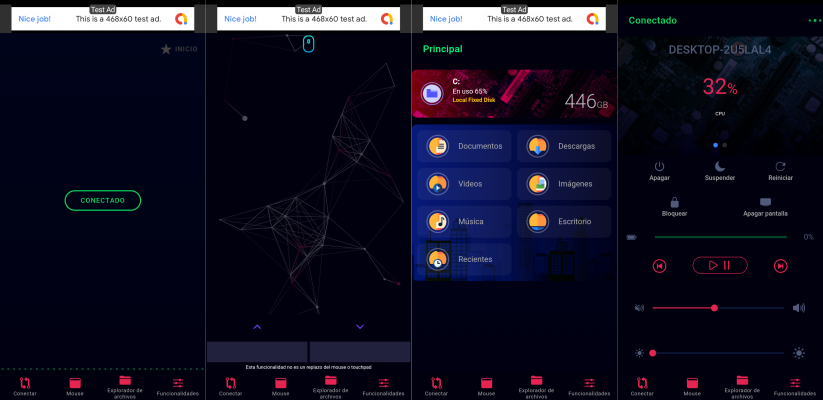 Test Ad
Nice job!
This is a 468x60 test ad.
INICIO
CONECTADO
Conectar
Mouse
Explorador de
archivos
Funcionalidades
Test Ad
Nice job!
This is a 468x60 test ad.
Esta funcionalidad no es un replazo del mouse o touchpad
Conectar
Mouse
Explorador de
archivos
Funcionalidades
Test Ad
Nice job!
This is a 468x60 test ad.
Principal
C:
En uso 65%
Local Fixed Disk
446GB
Documentos
Descargas
Videos
Imágenes
Música
Escritorio
Recientes
Conectar
Mouse
Explorador de
archivos
Funcionalidades
Conectado
DESKTOP-2U5LAL4
32%
CPU
Apagar
Suspender
Reiniciar
Bloquear
Apagar pantalla
0%
Conectar
Mouse
Explorador de
archivos
Funcionalidades